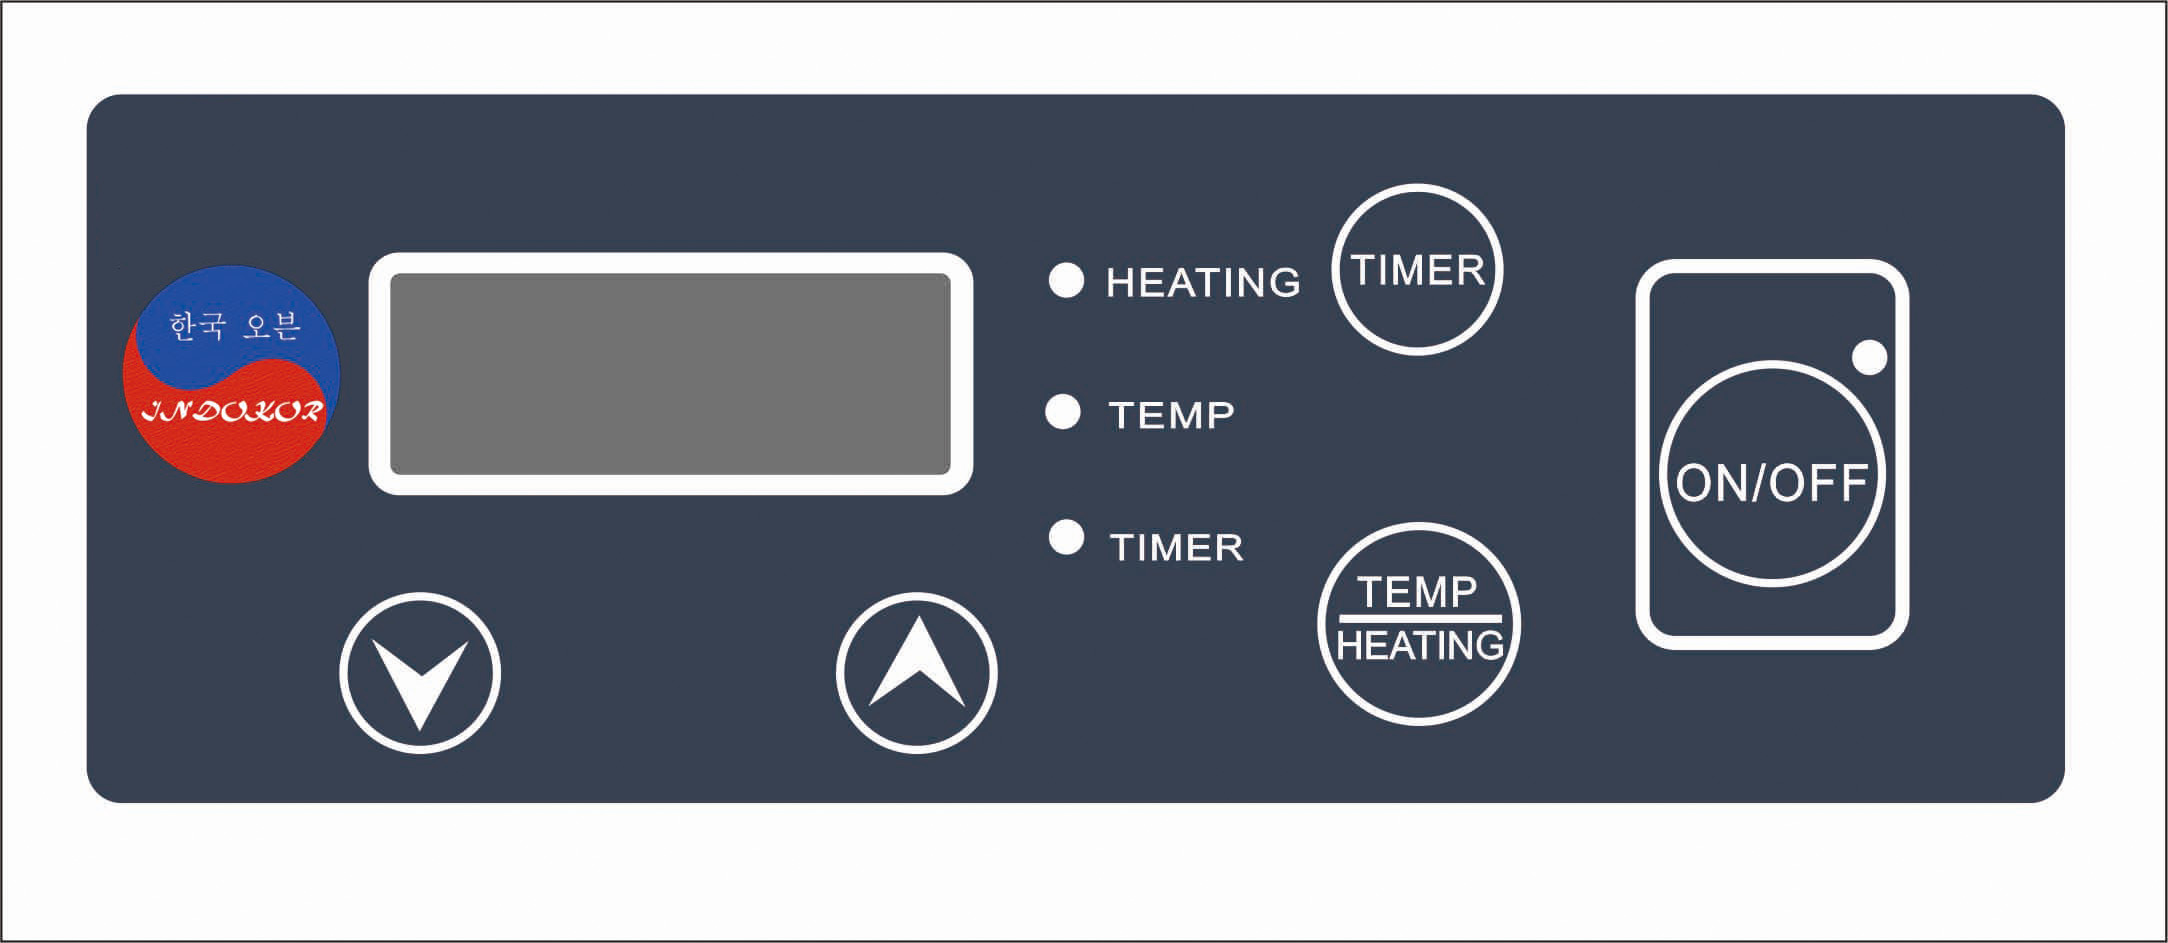 한국 오븐
INDOKOR
HEATING
TEMP
TIMER
TIMER
TEMP
HEATING
ON/OFF